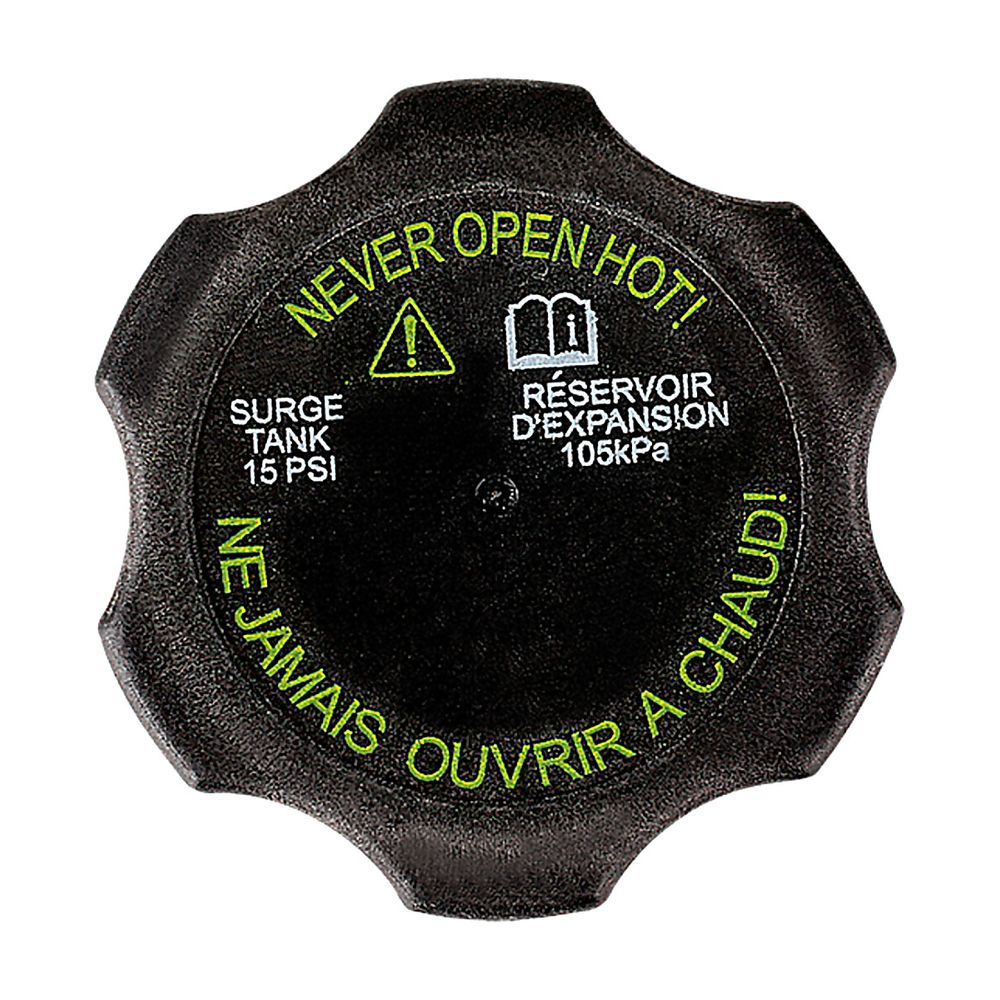 NEVER OPEN HOT!
SURGE
TANK
15 PSI
i
RÉSERVOIR
D'EXPANSION
105kPa
NE JAMAIS OUVRIR A CHAUD!